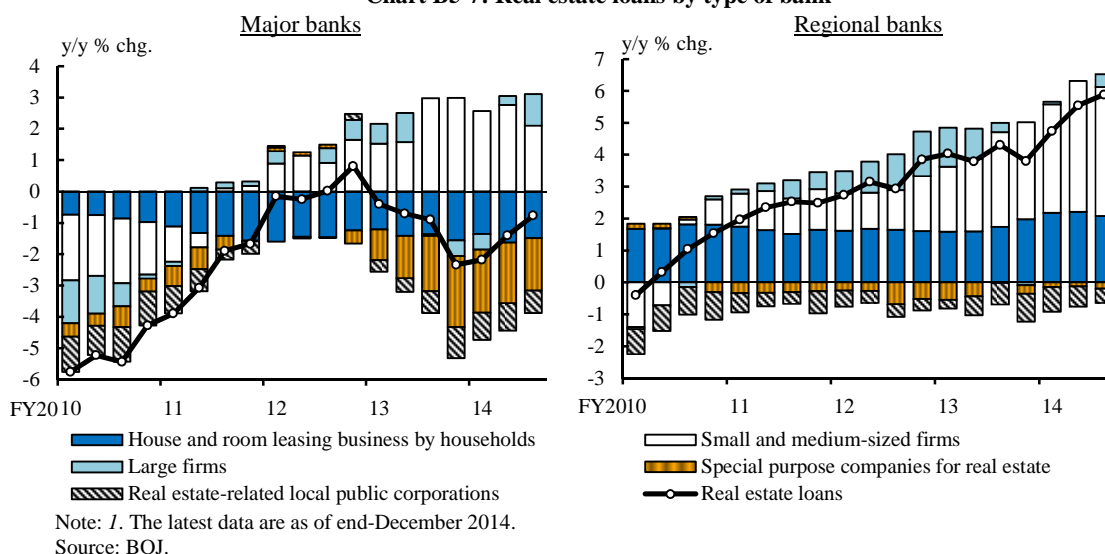 Major banks
Regional banks
y/y % chg.
y/y % chg.
4
3
2
1
0
-1
-2
-3
-4
-5
-6
FY2010 11 12 13 14
7
6
5
4
3
2
1
0
-1
-2
-3
FY2010 11 12 13 14
House and room leasing business by households
Large firms
Real estate-related local public corporations
Small and medium-sized firms
Special purpose companies for real estate
Real estate loans
Note: 1. The latest data are as of end-December 2014.
Source: BOJ.